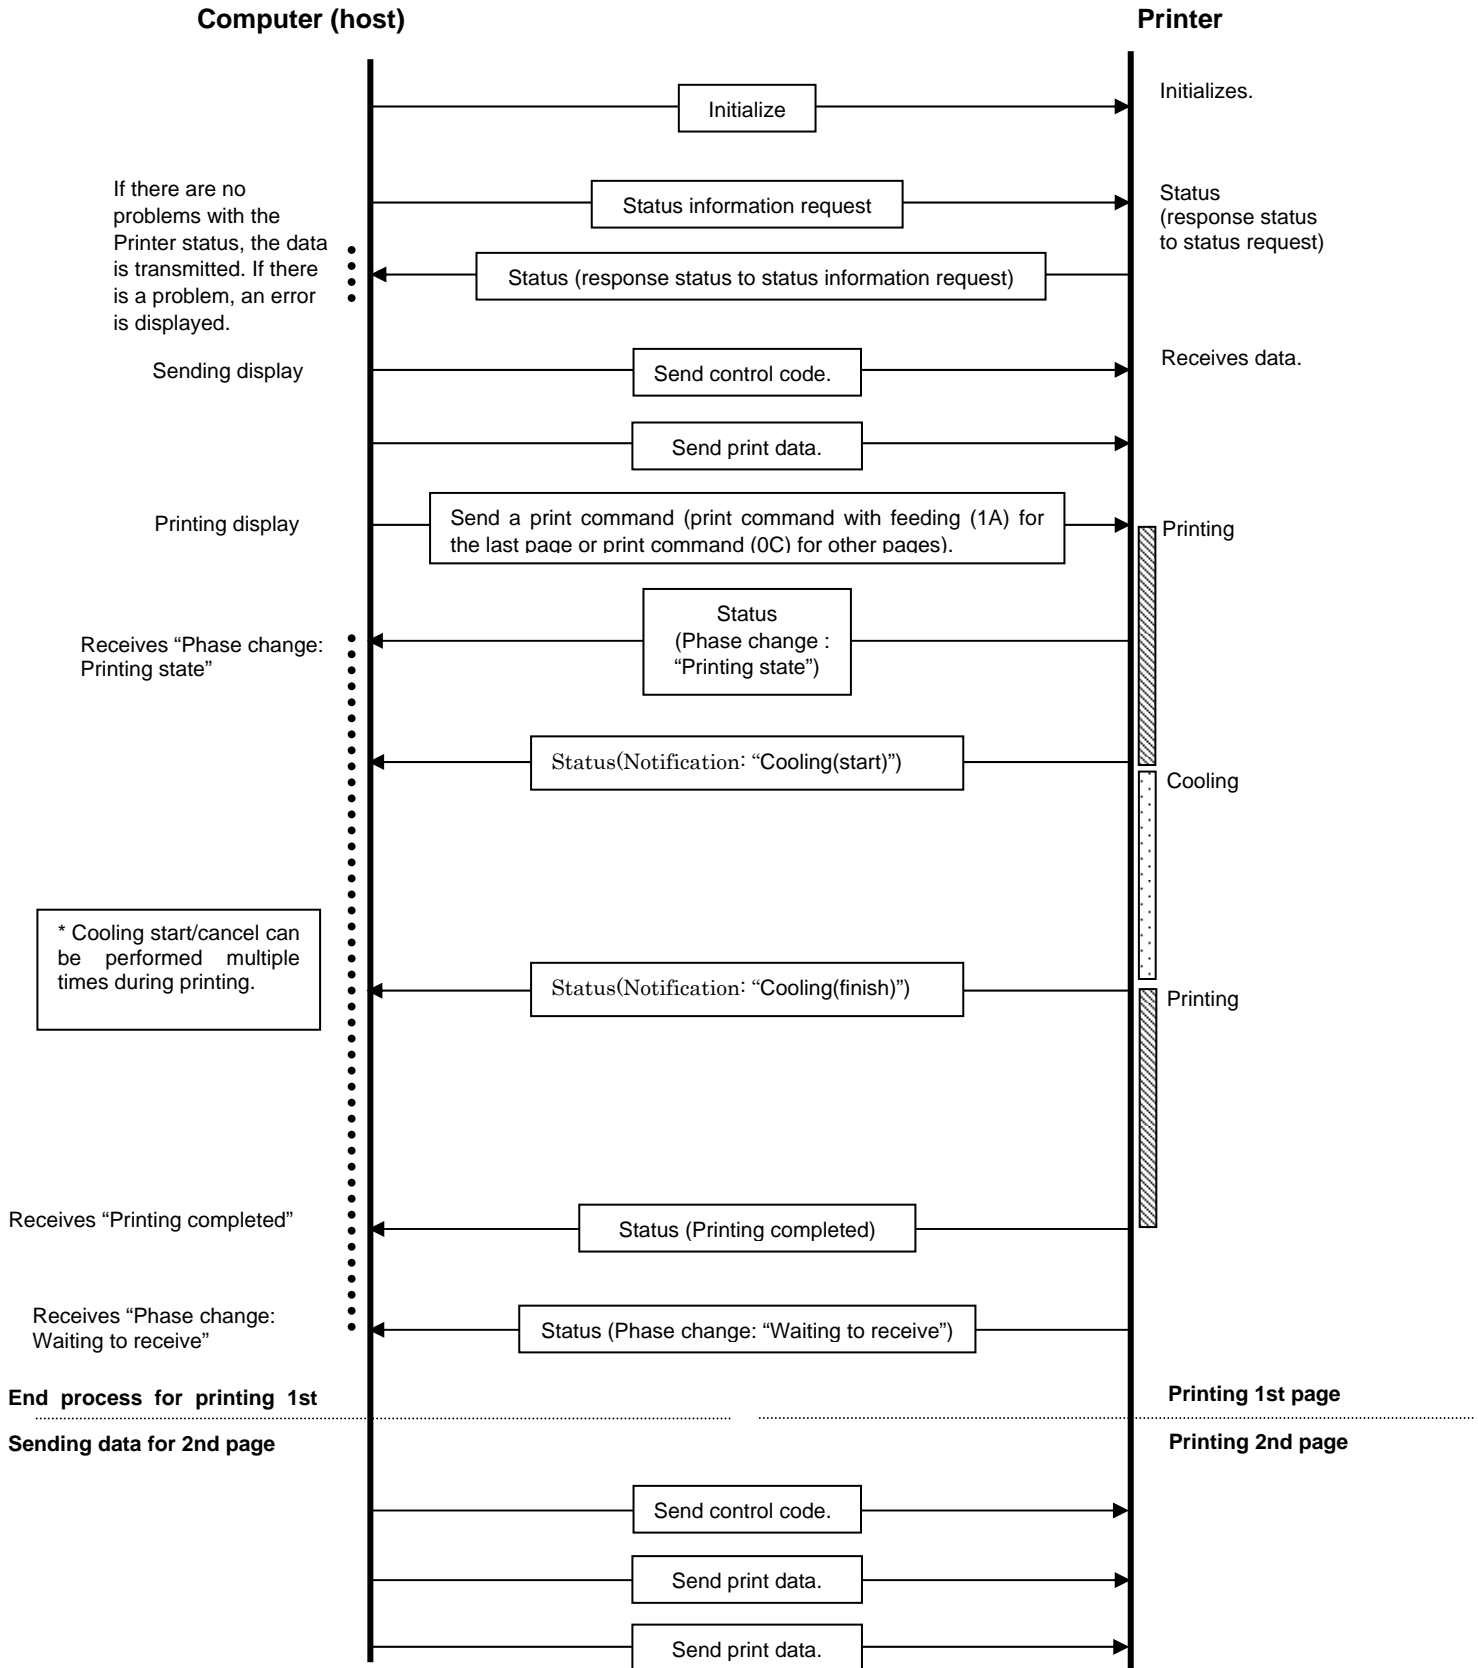 Computer (host)
Printer
Initialize
Initializes.
If there are no
problems with the
Printer status, the data
is transmitted. If there
is a problem, an error
is displayed.
Status information request
Status
(response status
to status request)
Status (response status to status information request)
Sending display
Send control code.
Receives data.
Send print data.
Printing display
Send a print command (print command with feeding (1A) for
the last page or print command (0C) for other pages).
Printing
Status
(Phase change :
“Printing state”)
Receives “Phase change:
Printing state”
Status(Notification: “Cooling(start)”)
Cooling
* Cooling start/cancel can
be performed multiple
times during printing.
Status(Notification: “Cooling(finish)”)
Printing
Receives “Printing completed”
Status (Printing completed)
Receives “Phase change:
Waiting to receive”
Status (Phase change: “Waiting to receive”)
End process for printing 1st
Printing 1st page
Sending data for 2nd page
Printing 2nd page
Send control code.
Send print data.
Send print data.